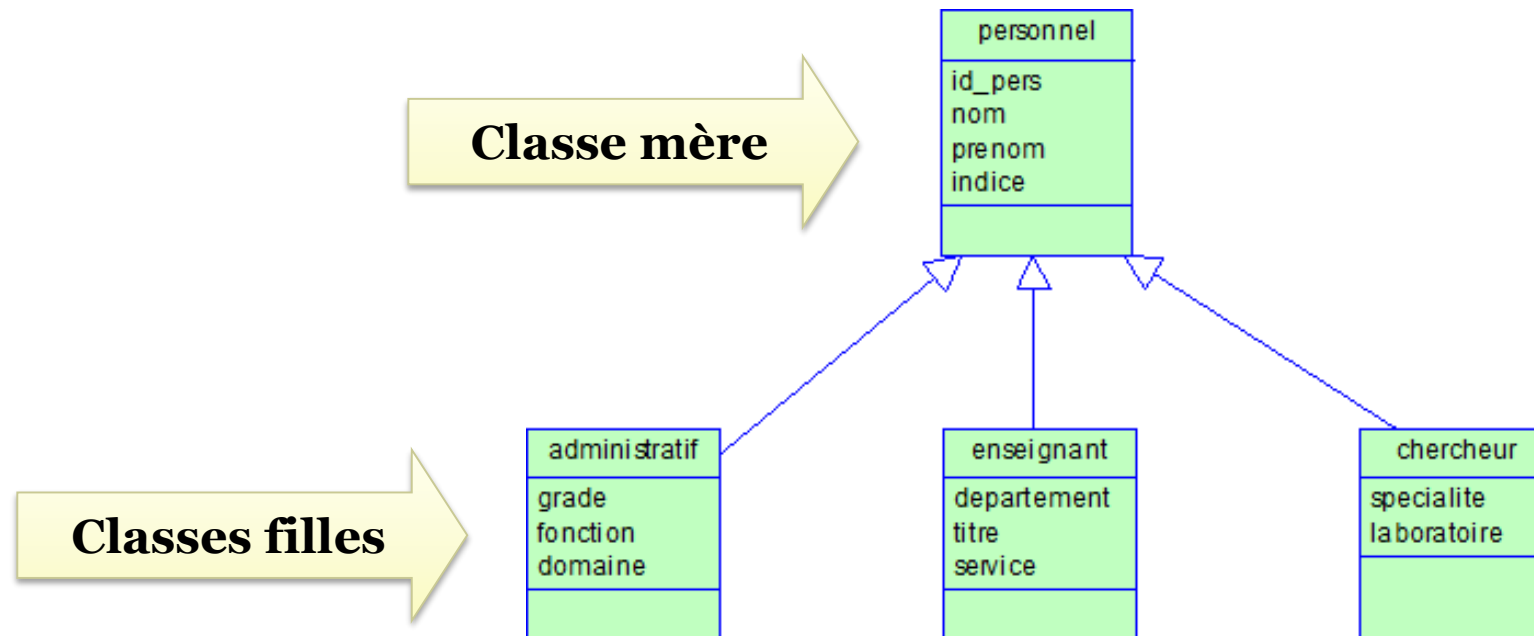 personnel
id_pers
nom
prenom
indice
Classe mère
administratif
grade
fonction
domaine
enseignant
departement
titre
service
chercheur
specialite
laboratoire
Classes filles